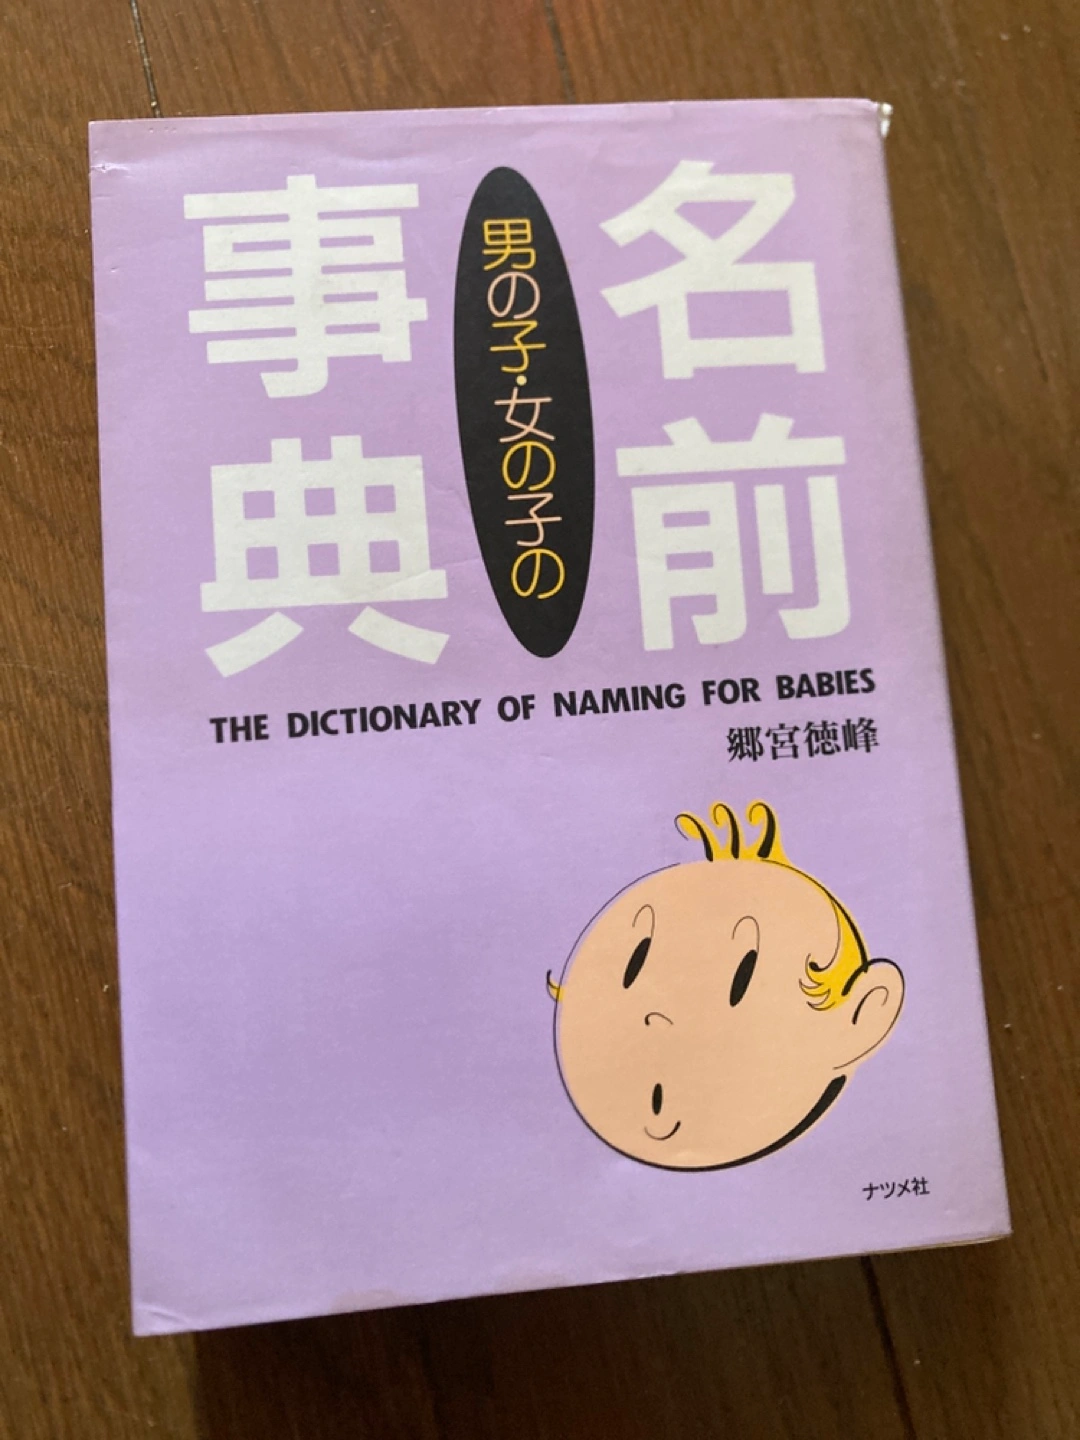 男の子・女の子の
名前
事典
THE DICTIONARY OF NAMING FOR BABIES
郷宮徳峰
ナツメ社